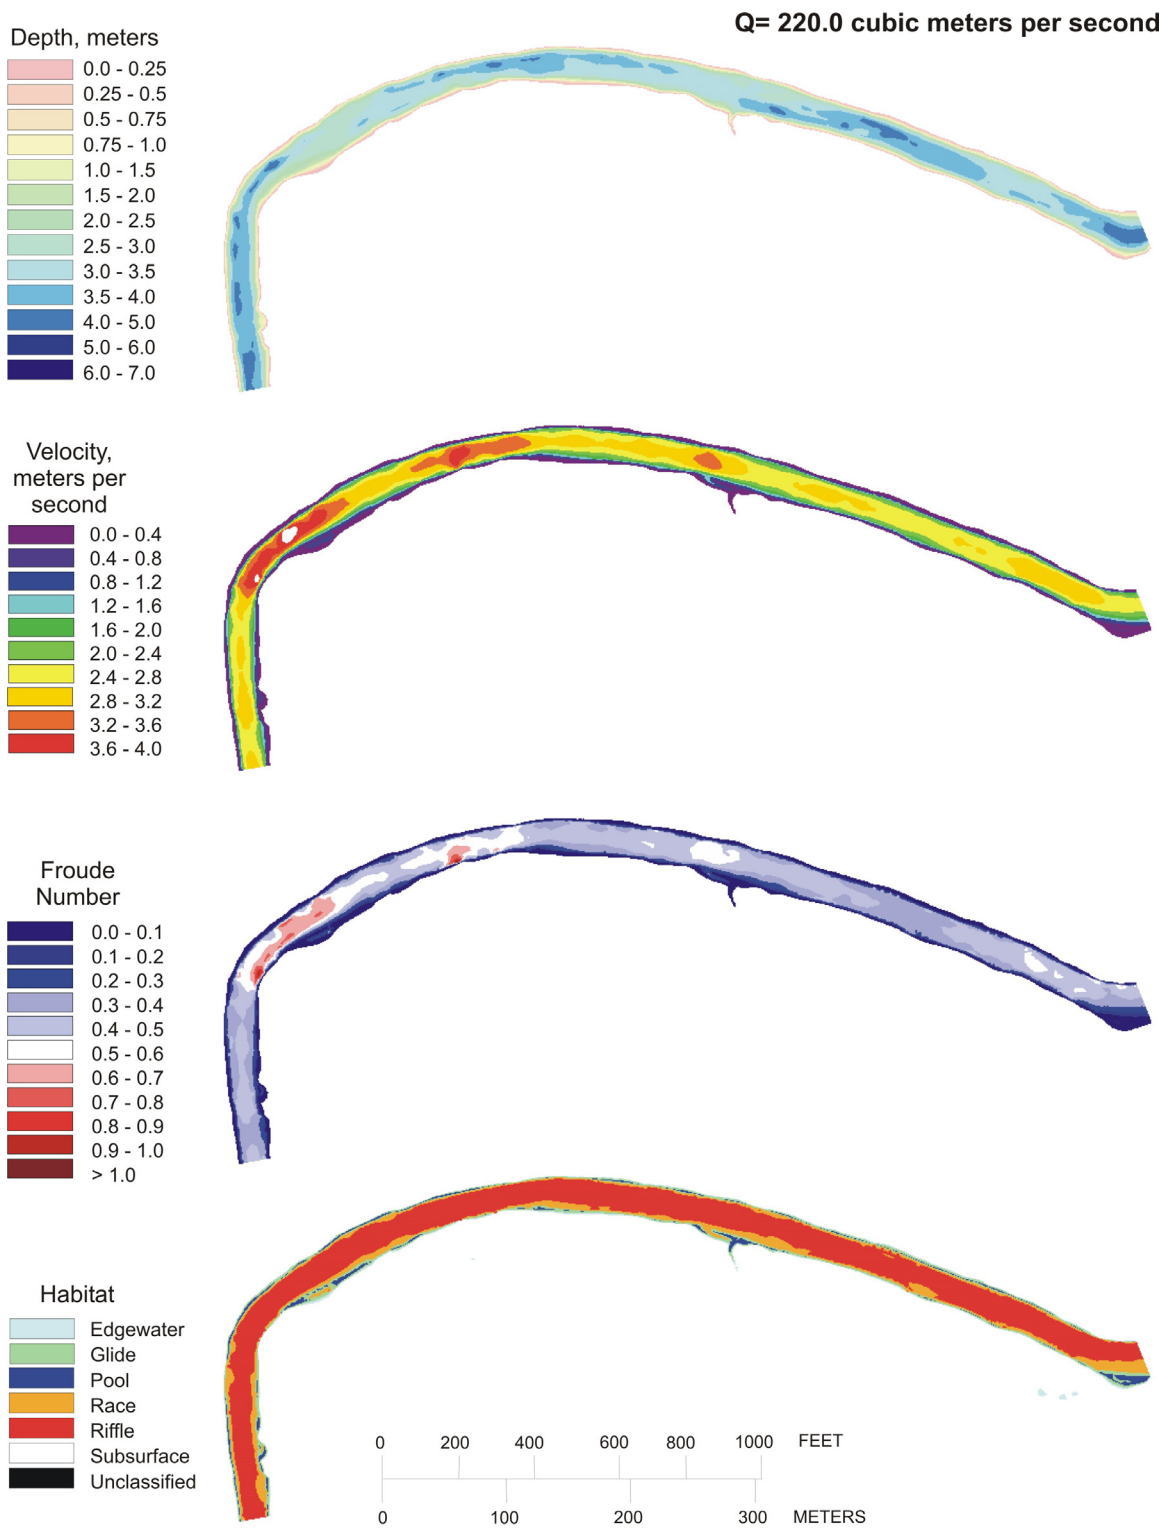 Q= 220.0 cubic meters per second
Depth, meters
0.0 - 0.25
0.25 - 0.5
0.5 - 0.75
0.75 - 1.0
1.0 - 1.5
1.5 - 2.0
2.0 - 2.5
2.5 - 3.0
3.0 - 3.5
3.5 - 4.0
4.0 - 5.0
5.0 - 6.0
6.0 - 7.0
Velocity,
meters per
second
0.0 - 0.4
0.4 - 0.8
0.8 - 1.2
1.2 - 1.6
1.6 - 2.0
2.0 - 2.4
2.4 - 2.8
2.8 - 3.2
3.2 - 3.6
3.6 - 4.0
Froude
Number
0.0 - 0.1
0.1 - 0.2
0.2 - 0.3
0.3 - 0.4
0.4 - 0.5
0.5 - 0.6
0.6 - 0.7
0.7 - 0.8
0.8 - 0.9
0.9 - 1.0
> 1.0
Habitat
Edgewater
Glide
Pool
Race
Riffle
Subsurface
Unclassified
0 200 400 600 800 1000 FEET
0 100 200 300 METERS